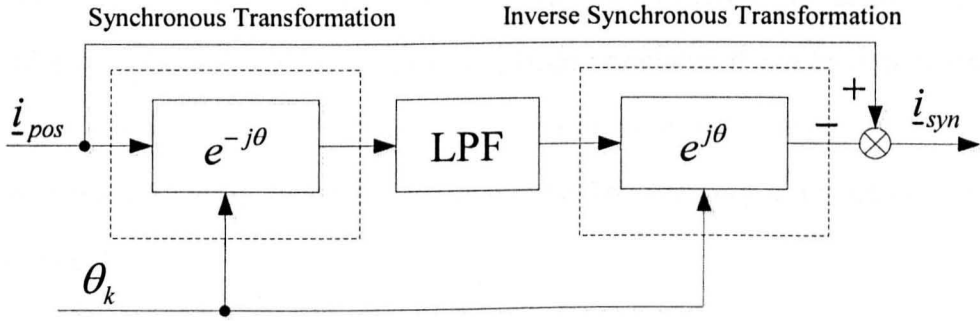 Synchronous Transformation
Inverse Synchronous Transformation
i_pos
e^{-jθ}
LPF
e^{jθ}
+
−
i_syn
θ_k